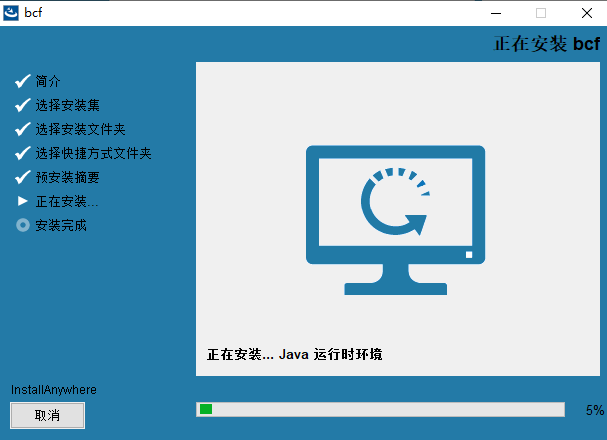 bcf
正在安装 bcf
简介
选择安装集
选择安装文件夹
选择快捷方式文件夹
预安装摘要
正在安装...
安装完成
正在安装... Java 运行时环境
InstallAnywhere
取消
5%